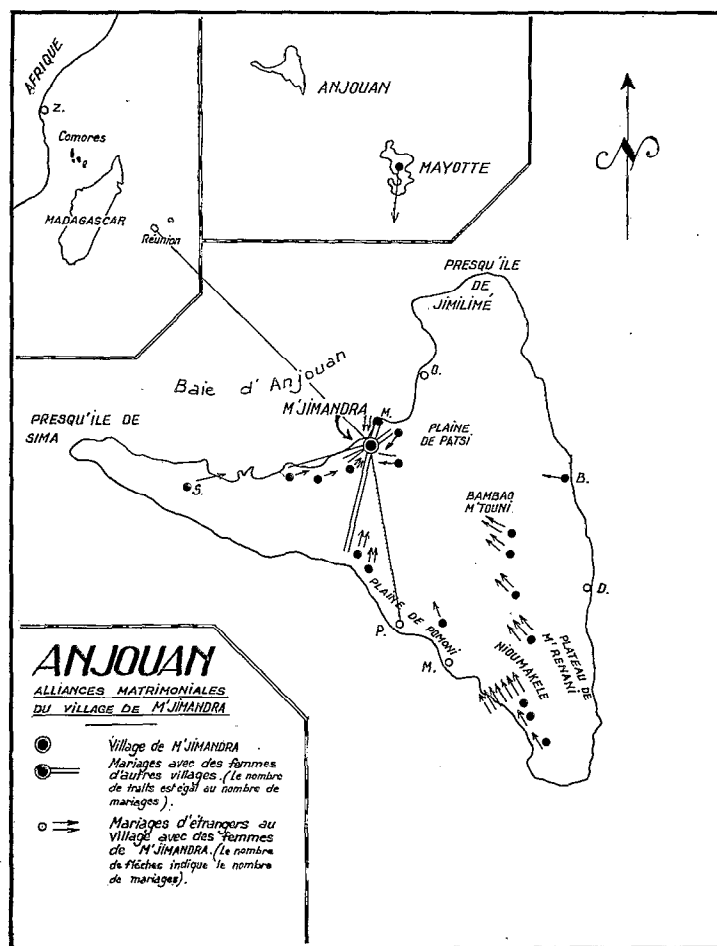 AFRIQUE
Z.
Comores
MADAGASCAR
Réunion
ANJOUAN
MAYOTTE
N
PRESQU'ÎLE
DE
JIMILIMÉ
O.
Baie d'Anjouan
M'JIMANDRA
M.
PRESQU'ILE DE
SIMA
PLAINE
DE PATSI
S.
B.
BAMBAO
M'TOUNI
D.
PLAINE DE POMONI
P.
M.
NIOUMAKELE
PLATEAU DE
M'RENANI
ANJOUAN
ALLIANCES MATRIMONIALES
DU VILLAGE DE M'JIMANDRA
Village de M'JIMANDRA
Mariages avec des femmes
d'autres villages. (Le nombre
de traits est égal au nombre de
mariages).
Mariages d'étrangers au
village avec des femmes
de M'JIMANDRA. (Le nombre
de flèches indique le nombre
de mariages).